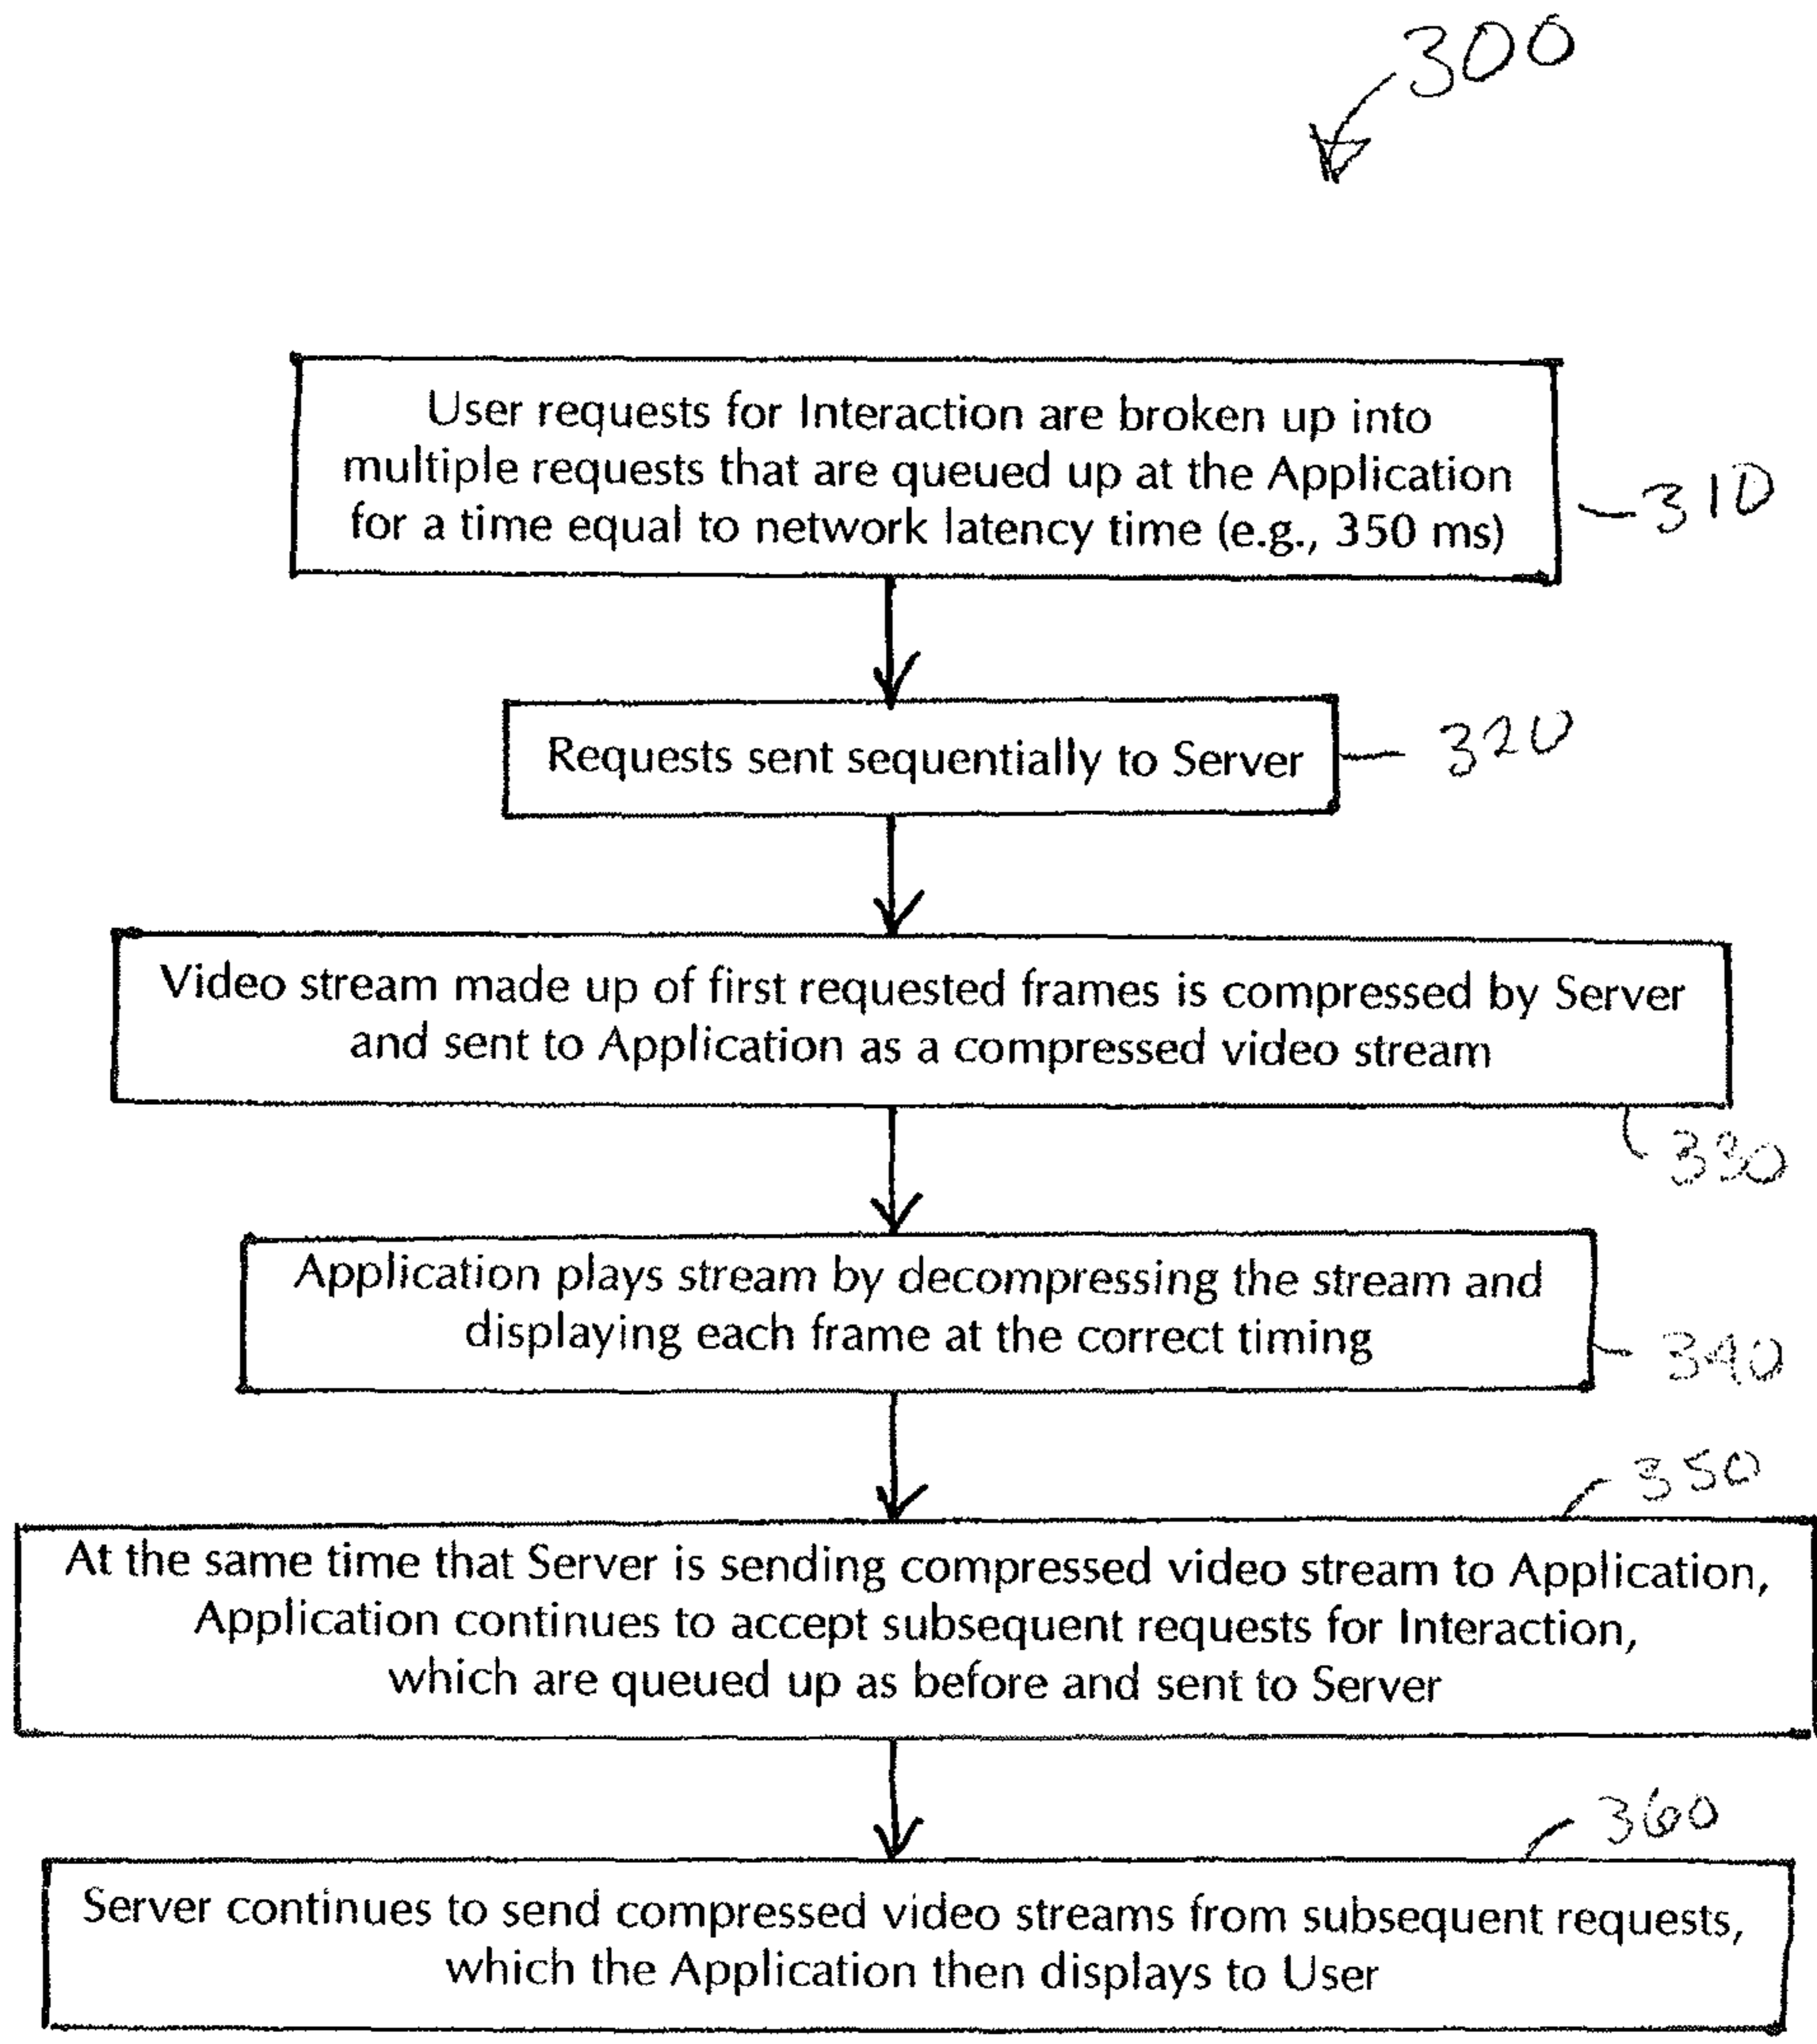 300
User requests for Interaction are broken up into
multiple requests that are queued up at the Application
for a time equal to network latency time (e.g., 350 ms)
310
Requests sent sequentially to Server
320
Video stream made up of first requested frames is compressed by Server
and sent to Application as a compressed video stream
330
Application plays stream by decompressing the stream and
displaying each frame at the correct timing
340
350
At the same time that Server is sending compressed video stream to Application,
Application continues to accept subsequent requests for Interaction,
which are queued up as before and sent to Server
360
Server continues to send compressed video streams from subsequent requests,
which the Application then displays to User